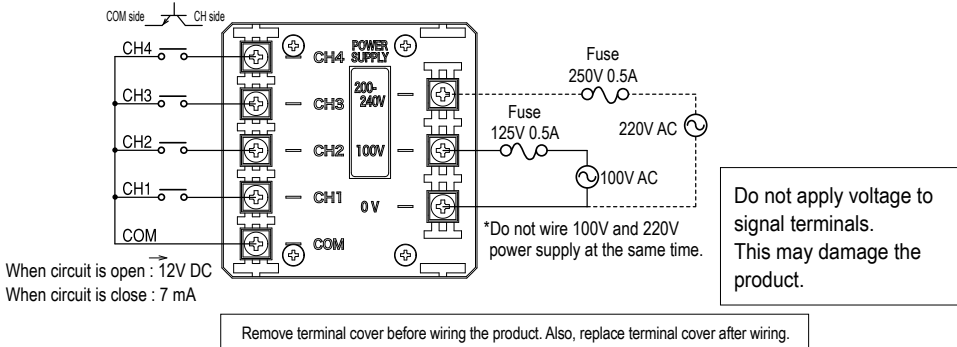 COM side
CH side
CH4
CH3
CH2
CH1
COM
When circuit is open : 12V DC
When circuit is close : 7 mA
POWER
SUPPLY
CH4
CH3
CH2
CH1
COM
200-
240V
100V
0 V
Fuse
250V 0.5A
Fuse
125V 0.5A
220V AC
100V AC
*Do not wire 100V and 220V
power supply at the same time.
Do not apply voltage to
signal terminals.
This may damage the
product.
Remove terminal cover before wiring the product. Also, replace terminal cover after wiring.